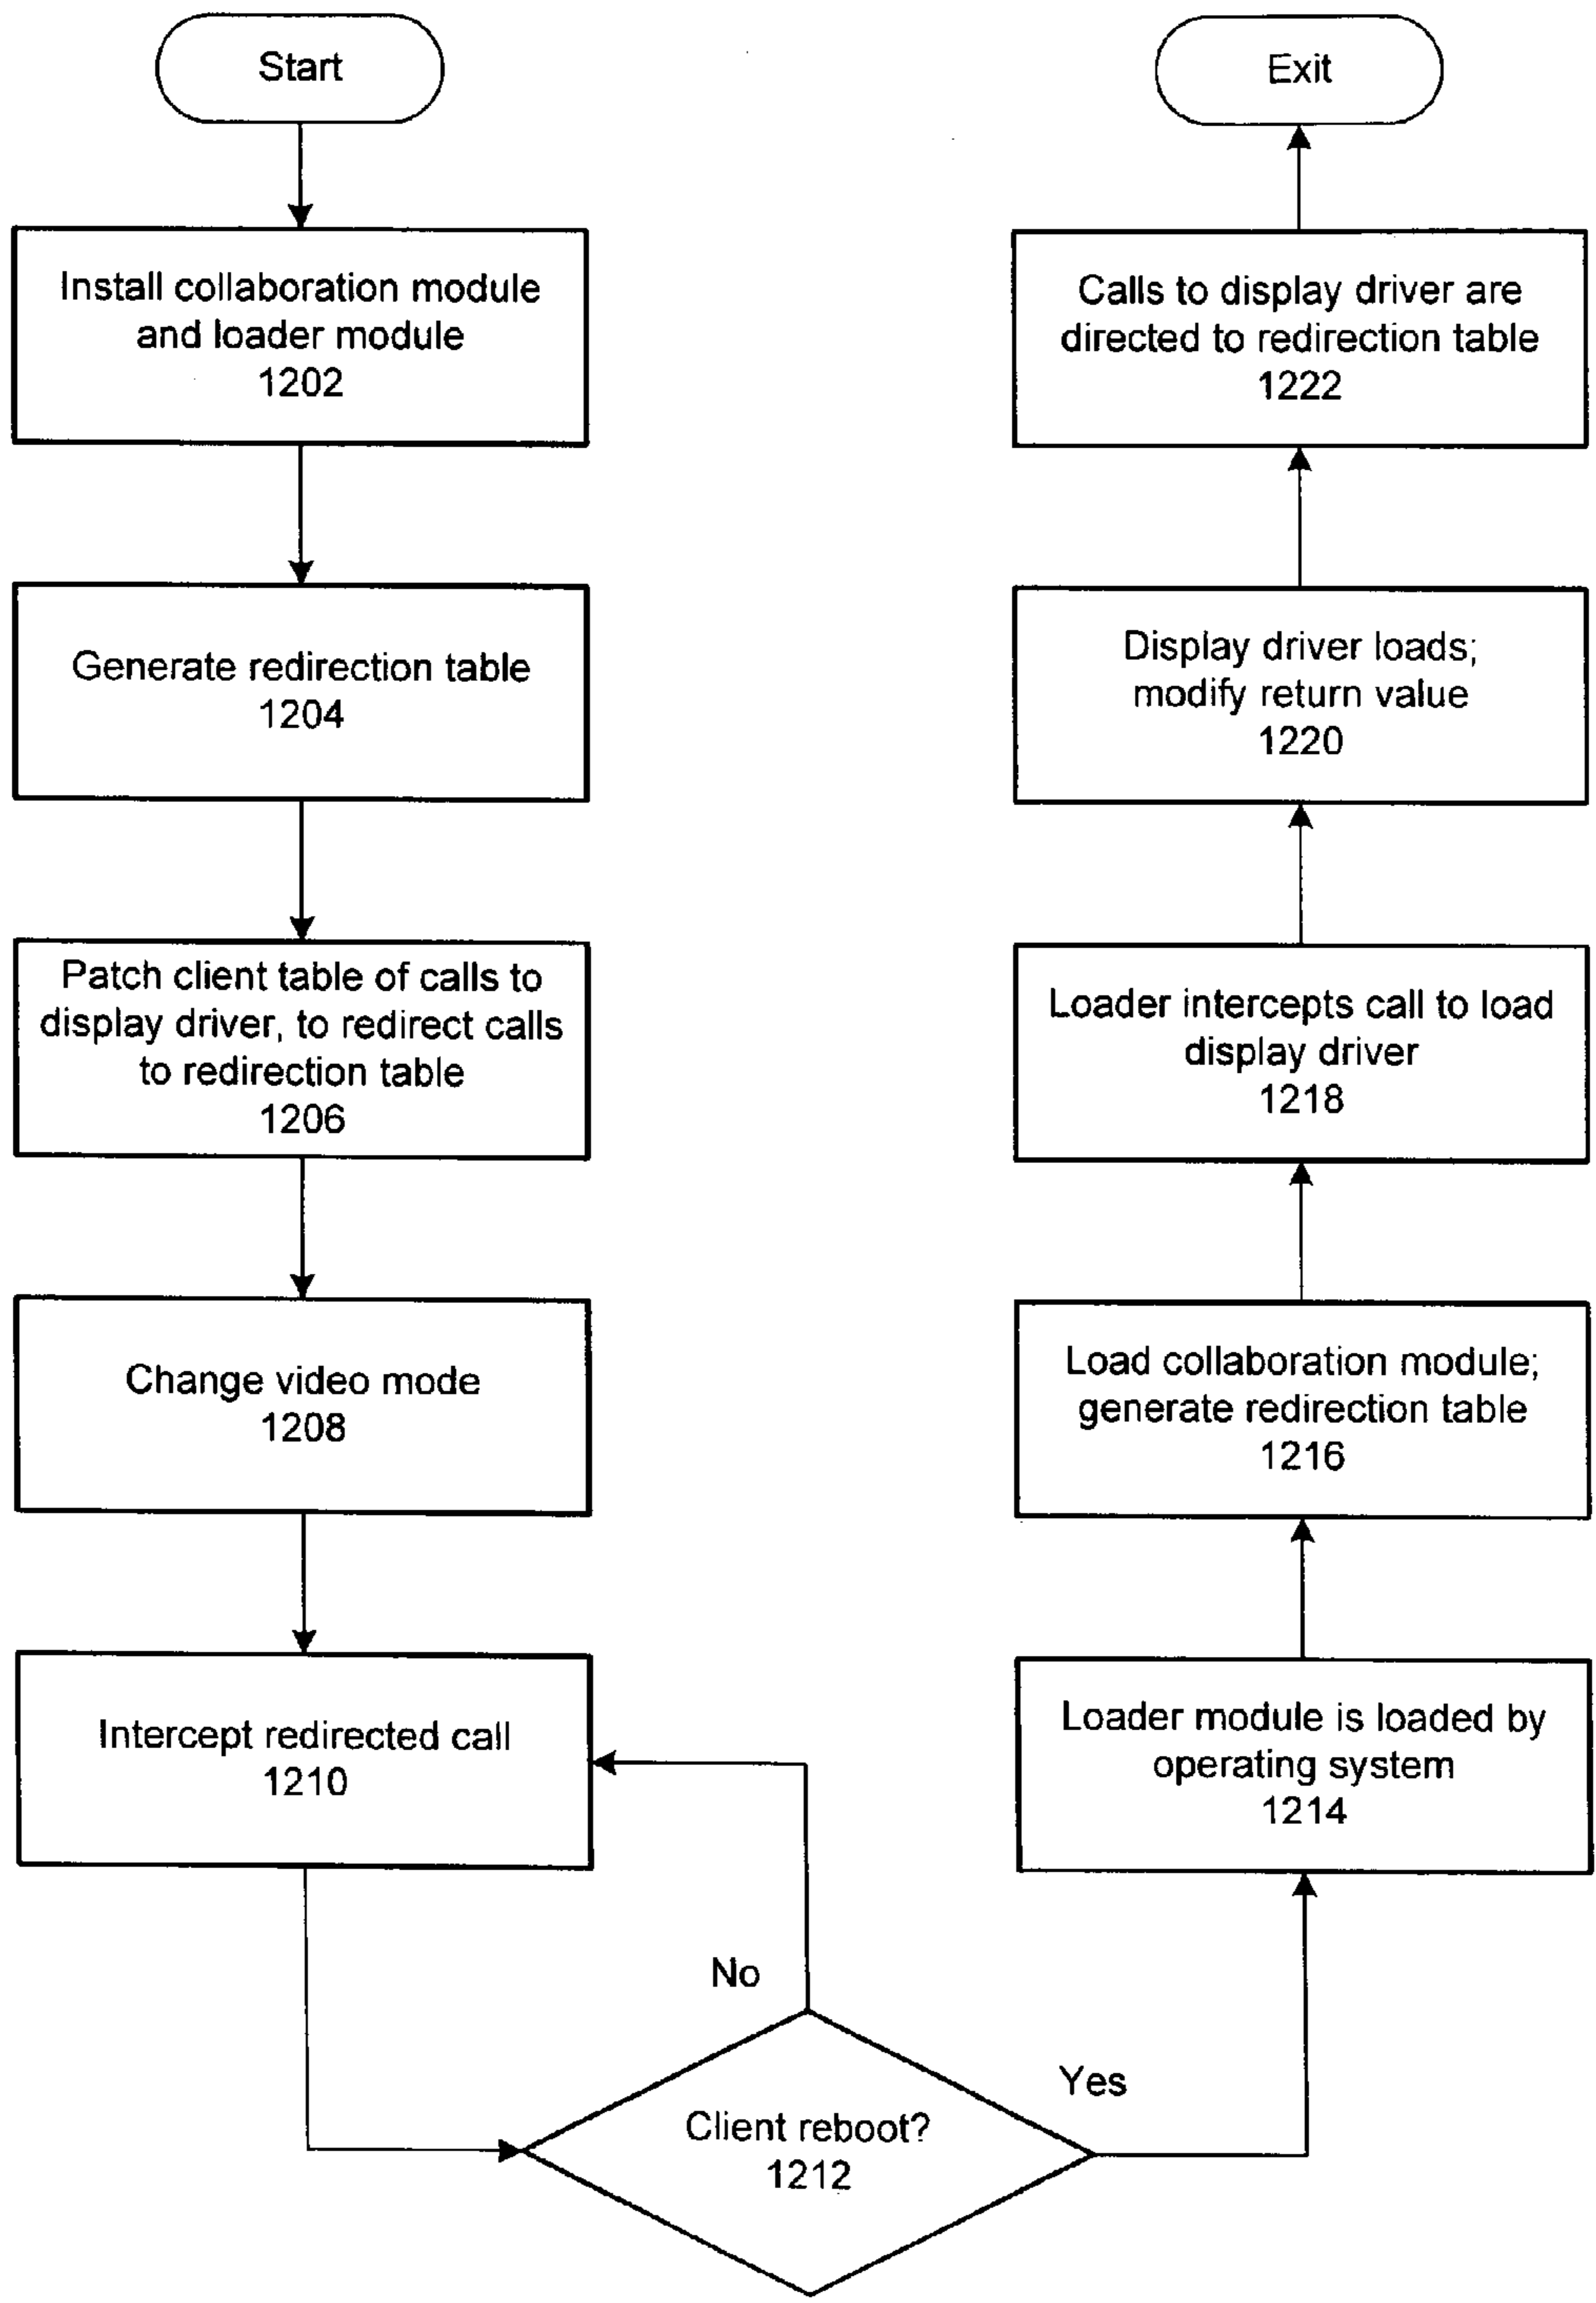 Start
Install collaboration module
and loader module
1202
Generate redirection table
1204
Patch client table of calls to
display driver, to redirect calls
to redirection table
1206
Change video mode
1208
Intercept redirected call
1210
No
Client reboot?
1212
Yes
Loader module is loaded by
operating system
1214
Load collaboration module;
generate redirection table
1216
Loader intercepts call to load
display driver
1218
Display driver loads;
modify return value
1220
Calls to display driver are
directed to redirection table
1222
Exit